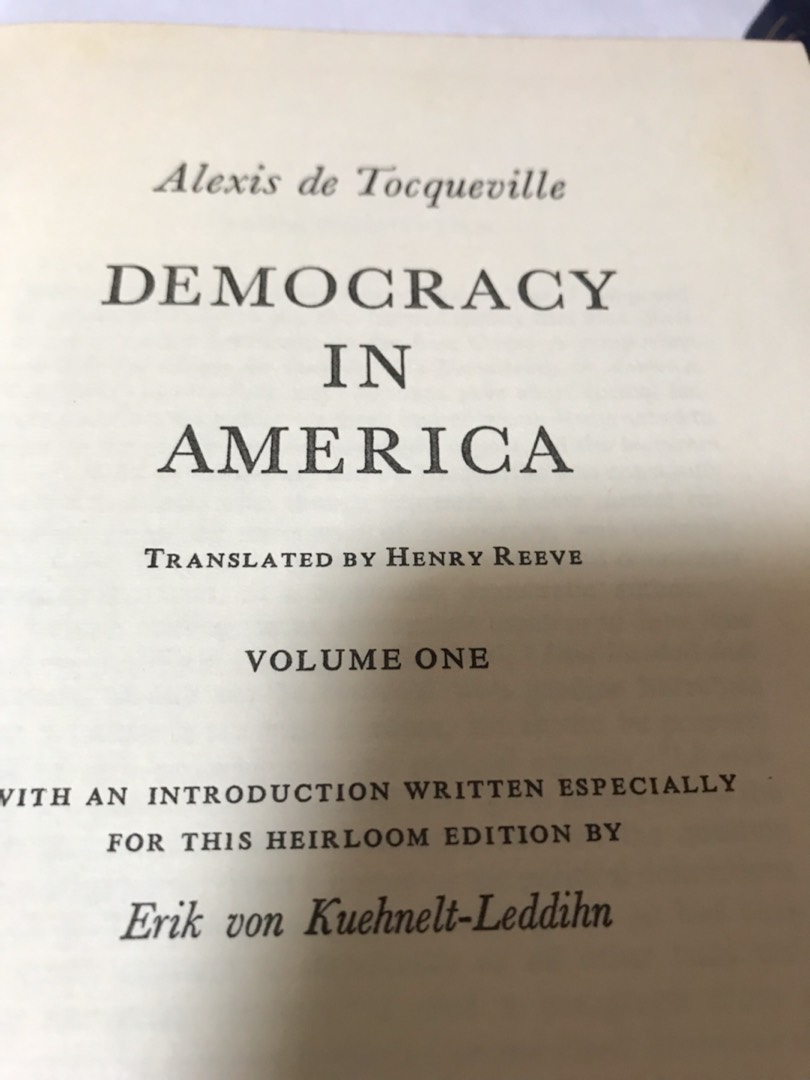 Alexis de Tocqueville
DEMOCRACY
IN
AMERICA
TRANSLATED BY HENRY REEVE
VOLUME ONE
WITH AN INTRODUCTION WRITTEN ESPECIALLY
FOR THIS HEIRLOOM EDITION BY
Erik von Kuehnelt-Leddihn